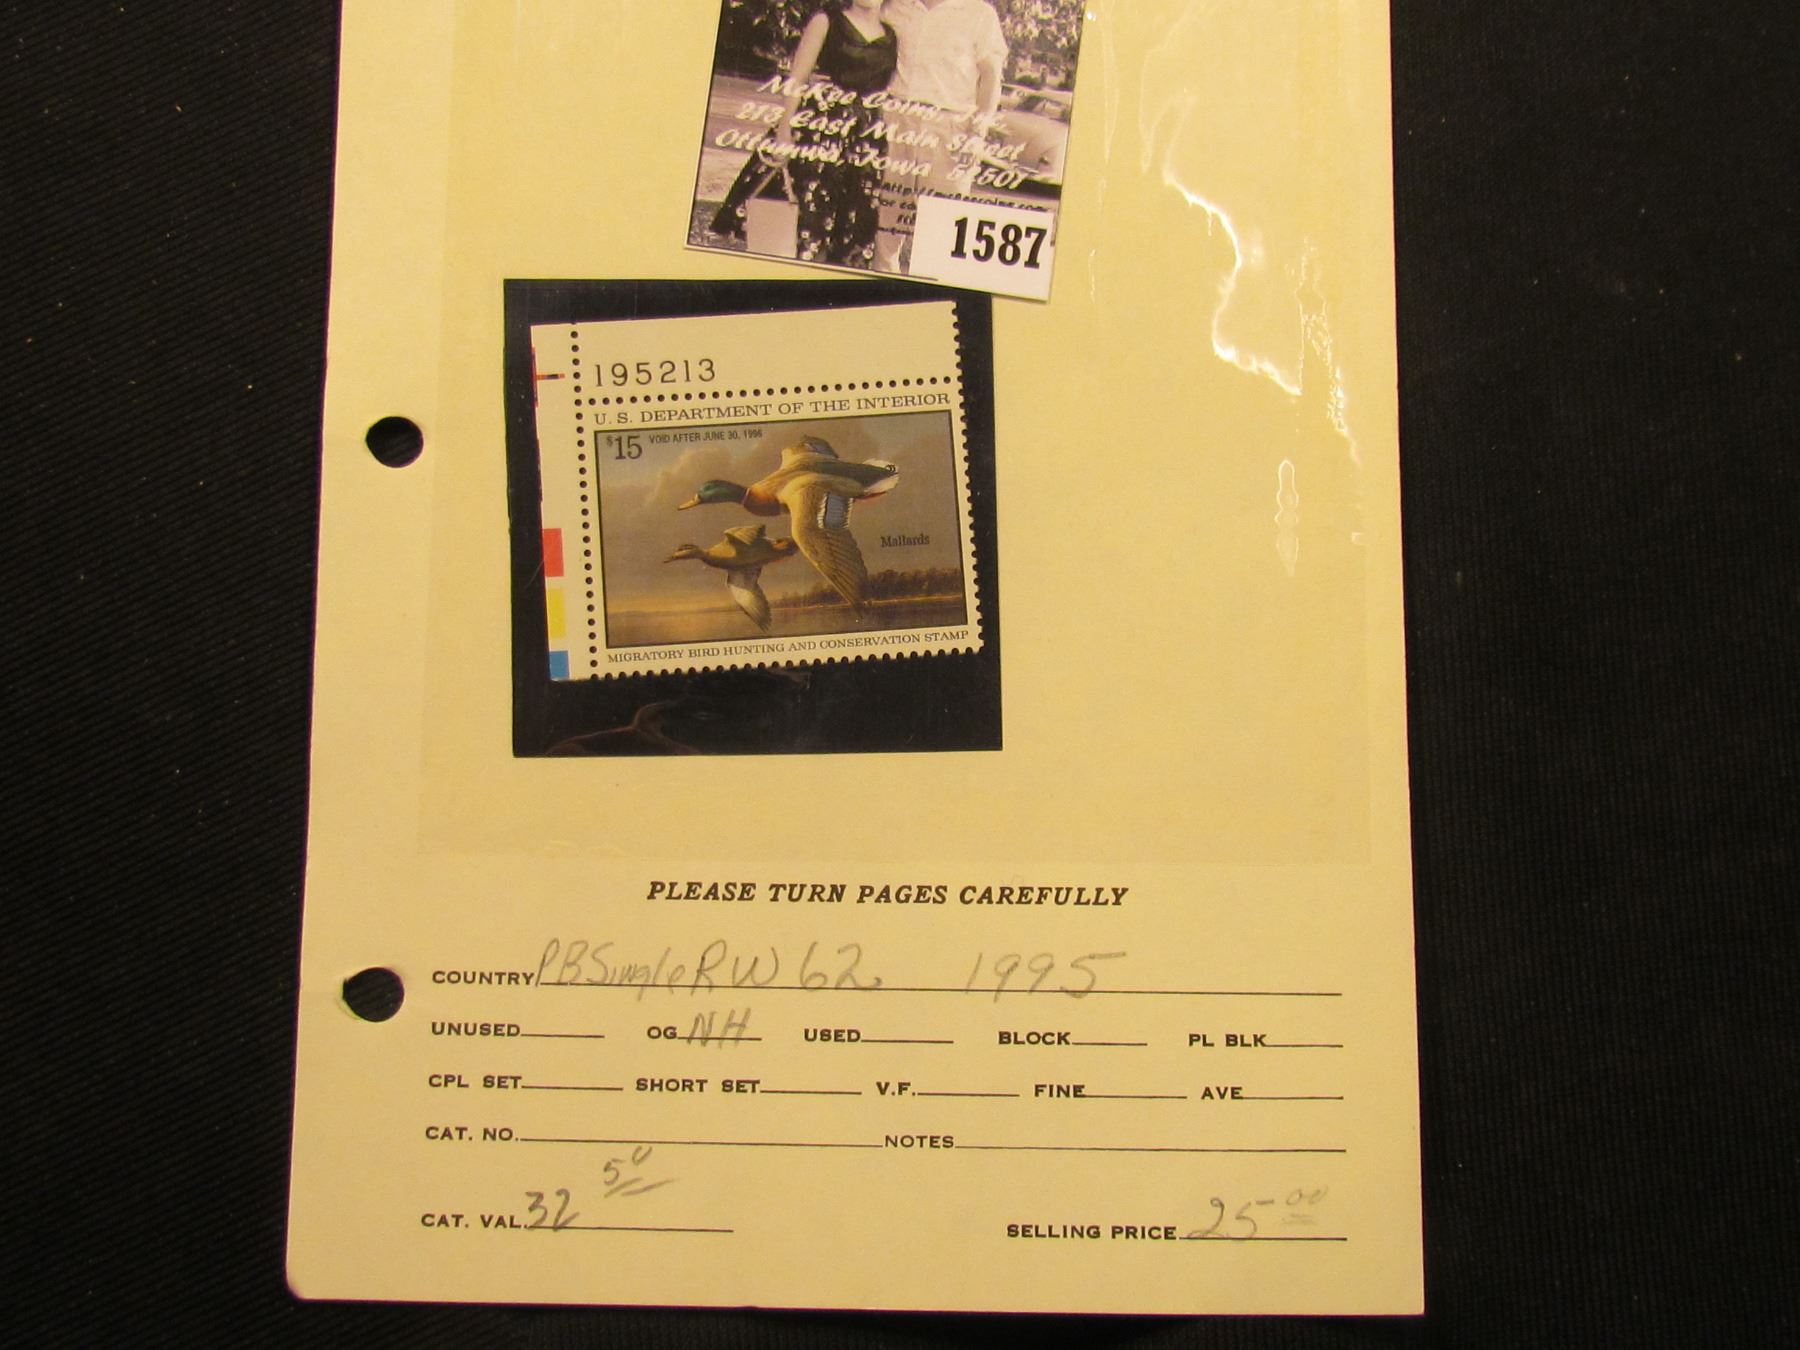 McKee Coins, Inc.
213 East Main Street
Ottumwa, Iowa 52501
1587
195213
U. S. DEPARTMENT OF THE INTERIOR
$15 VOID AFTER JUNE 30, 1996
Mallards
MIGRATORY BIRD HUNTING AND CONSERVATION STAMP
PLEASE TURN PAGES CAREFULLY
COUNTRY PB Single RW 62 1995
UNUSED OG NH USED BLOCK PL BLK
CPL SET SHORT SET V.F. FINE AVE
CAT. NO. NOTES
CAT. VAL. 32 50 SELLING PRICE 25 00